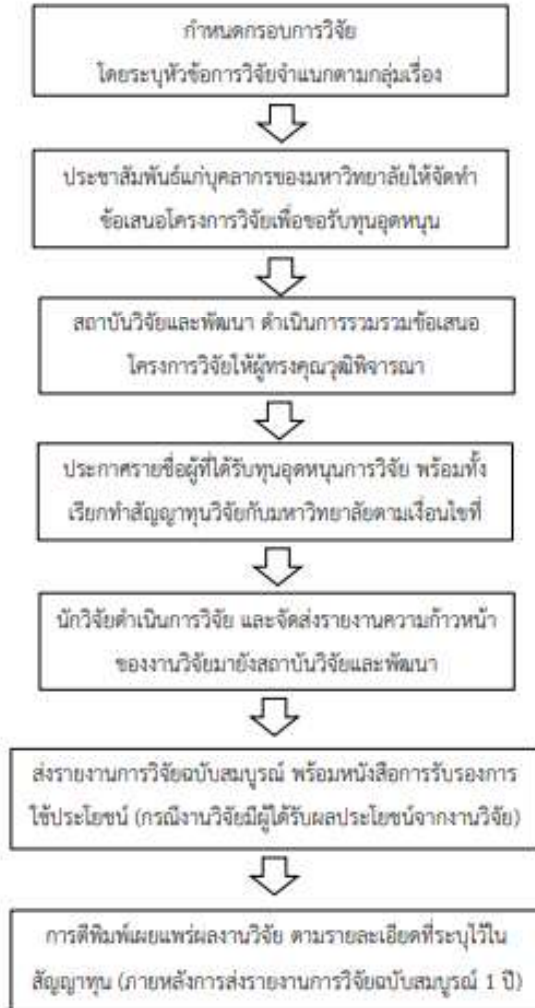 กำหนดกรอบการวิจัย
โดยระบุหัวข้อการวิจัยจำแนกตามกลุ่มเรื่อง
ประชาสัมพันธ์แก่บุคลากรของมหาวิทยาลัยให้จัดทำ
ข้อเสนอโครงการวิจัยเพื่อขอรับทุนอุดหนุน
สถาบันวิจัยและพัฒนา ดำเนินการรวมรวมข้อเสนอ
โครงการวิจัยให้ผู้ทรงคุณวุฒิพิจารณา
ประกาศรายชื่อผู้ที่ได้รับทุนอุดหนุนการวิจัย พร้อมทั้ง
เรียกทำสัญญาทุนวิจัยกับมหาวิทยาลัยตามเงื่อนไขที่
นักวิจัยดำเนินการวิจัย และจัดส่งรายงานความก้าวหน้า
ของงานวิจัยมายังสถาบันวิจัยและพัฒนา
ส่งรายงานการวิจัยฉบับสมบูรณ์ พร้อมหนังสือการรับรองการ
ใช้ประโยชน์ (กรณีงานวิจัยมีผู้ได้รับผลประโยชน์จากงานวิจัย)
การตีพิมพ์เผยแพร่ผลงานวิจัย ตามรายละเอียดที่ระบุไว้ใน
สัญญาทุน (ภายหลังการส่งรายงานการวิจัยฉบับสมบูรณ์ 1 ปี)